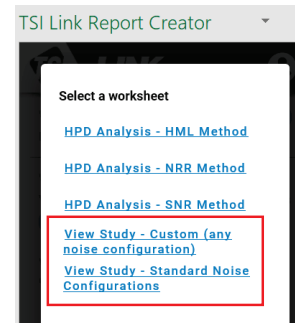 TSI Link Report Creator
LINK
Select a worksheet
HPD Analysis - HML Method
HPD Analysis - NRR Method
HPD Analysis - SNR Method
View Study - Custom (any
noise configuration)
View Study - Standard Noise
Configurations